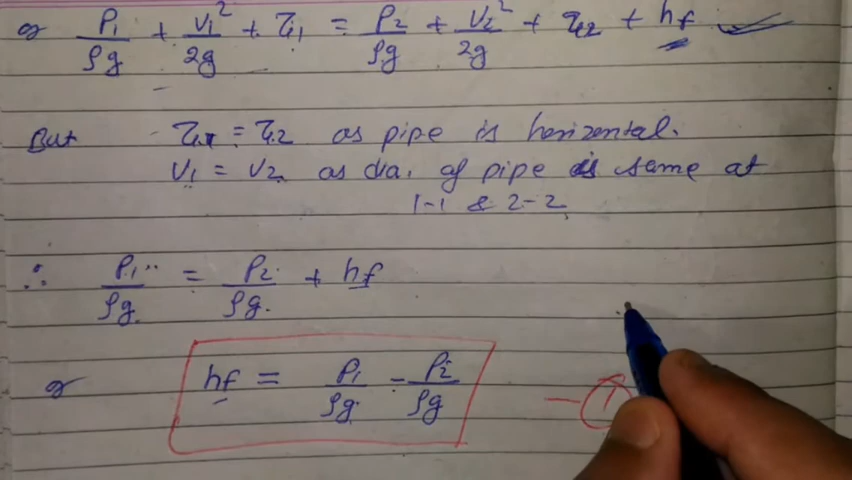 or P₁/ρg + V₁²/2g + z₁ = P₂/ρg + V₂²/2g + z₂ + hf
But z₁ = z₂ as pipe is horizontal.
V₁ = V₂ as dia. of pipe is same at
1-1 & 2-2
∴ P₁/ρg = P₂/ρg + hf
or hf = P₁/ρg - P₂/ρg — 1